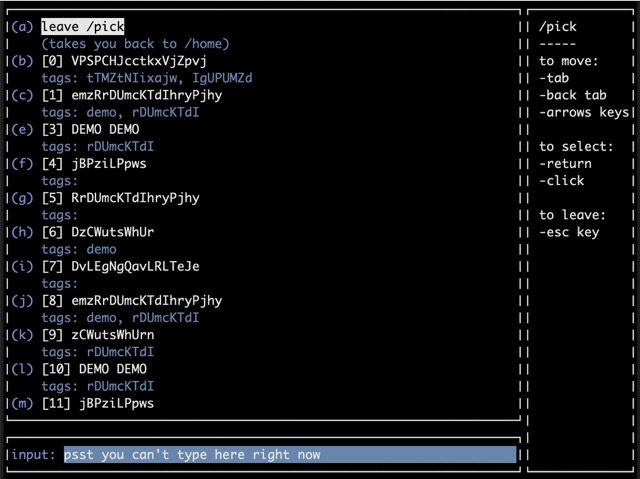 (a) leave /pick
(takes you back to /home)
(b) [0] VPSPCHJcctkxVjZpvj
tags: tTMZtNIixajw, IgUPUMZd
(c) [1] emzRrDUmcKTdIhryPjhy
tags: demo, rDUmcKTdI
(e) [3] DEMO DEMO
tags: rDUmcKTdI
(f) [4] jBPziLPpws
tags:
(g) [5] RrDUmcKTdIhryPjhy
tags:
(h) [6] DzCWutsWhUr
tags: demo
(i) [7] DvLEgNgQavLRLTeJe
tags:
(j) [8] emzRrDUmcKTdIhryPjhy
tags: demo, rDUmcKTdI
(k) [9] zCWutsWhUrn
tags: rDUmcKTdI
(l) [10] DEMO DEMO
tags: rDUmcKTdI
(m) [11] jBPziLPpws
input: psst you can't type here right now
/pick
-----
to move:
-tab
-back tab
-arrows keys
to select:
-return
-click
to leave:
-esc key